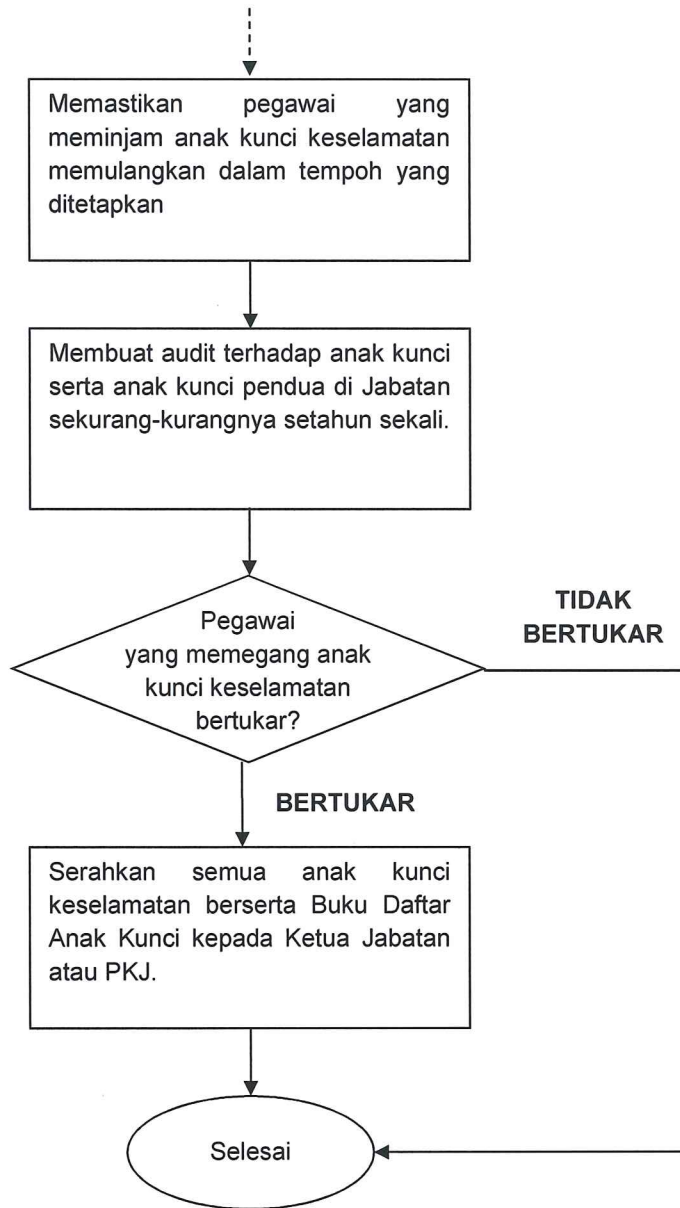 Memastikan pegawai yang
meminjam anak kunci keselamatan
memulangkan dalam tempoh yang
ditetapkan
Membuat audit terhadap anak kunci
serta anak kunci pendua di Jabatan
sekurang-kurangnya setahun sekali.
Pegawai
yang memegang anak
kunci keselamatan
bertukar?
TIDAK
BERTUKAR
BERTUKAR
Serahkan semua anak kunci
keselamatan berserta Buku Daftar
Anak Kunci kepada Ketua Jabatan
atau PKJ.
Selesai